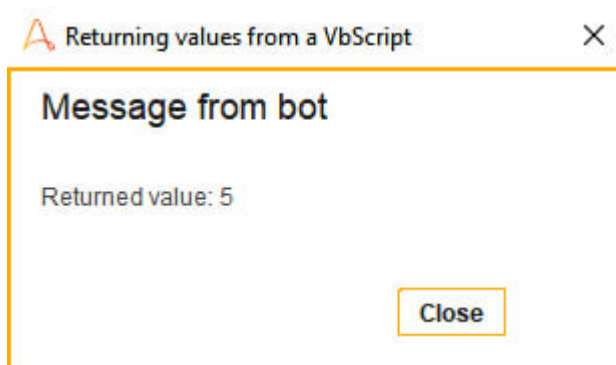 Returning values from a VbScript
Message from bot
Returned value: 5
Close